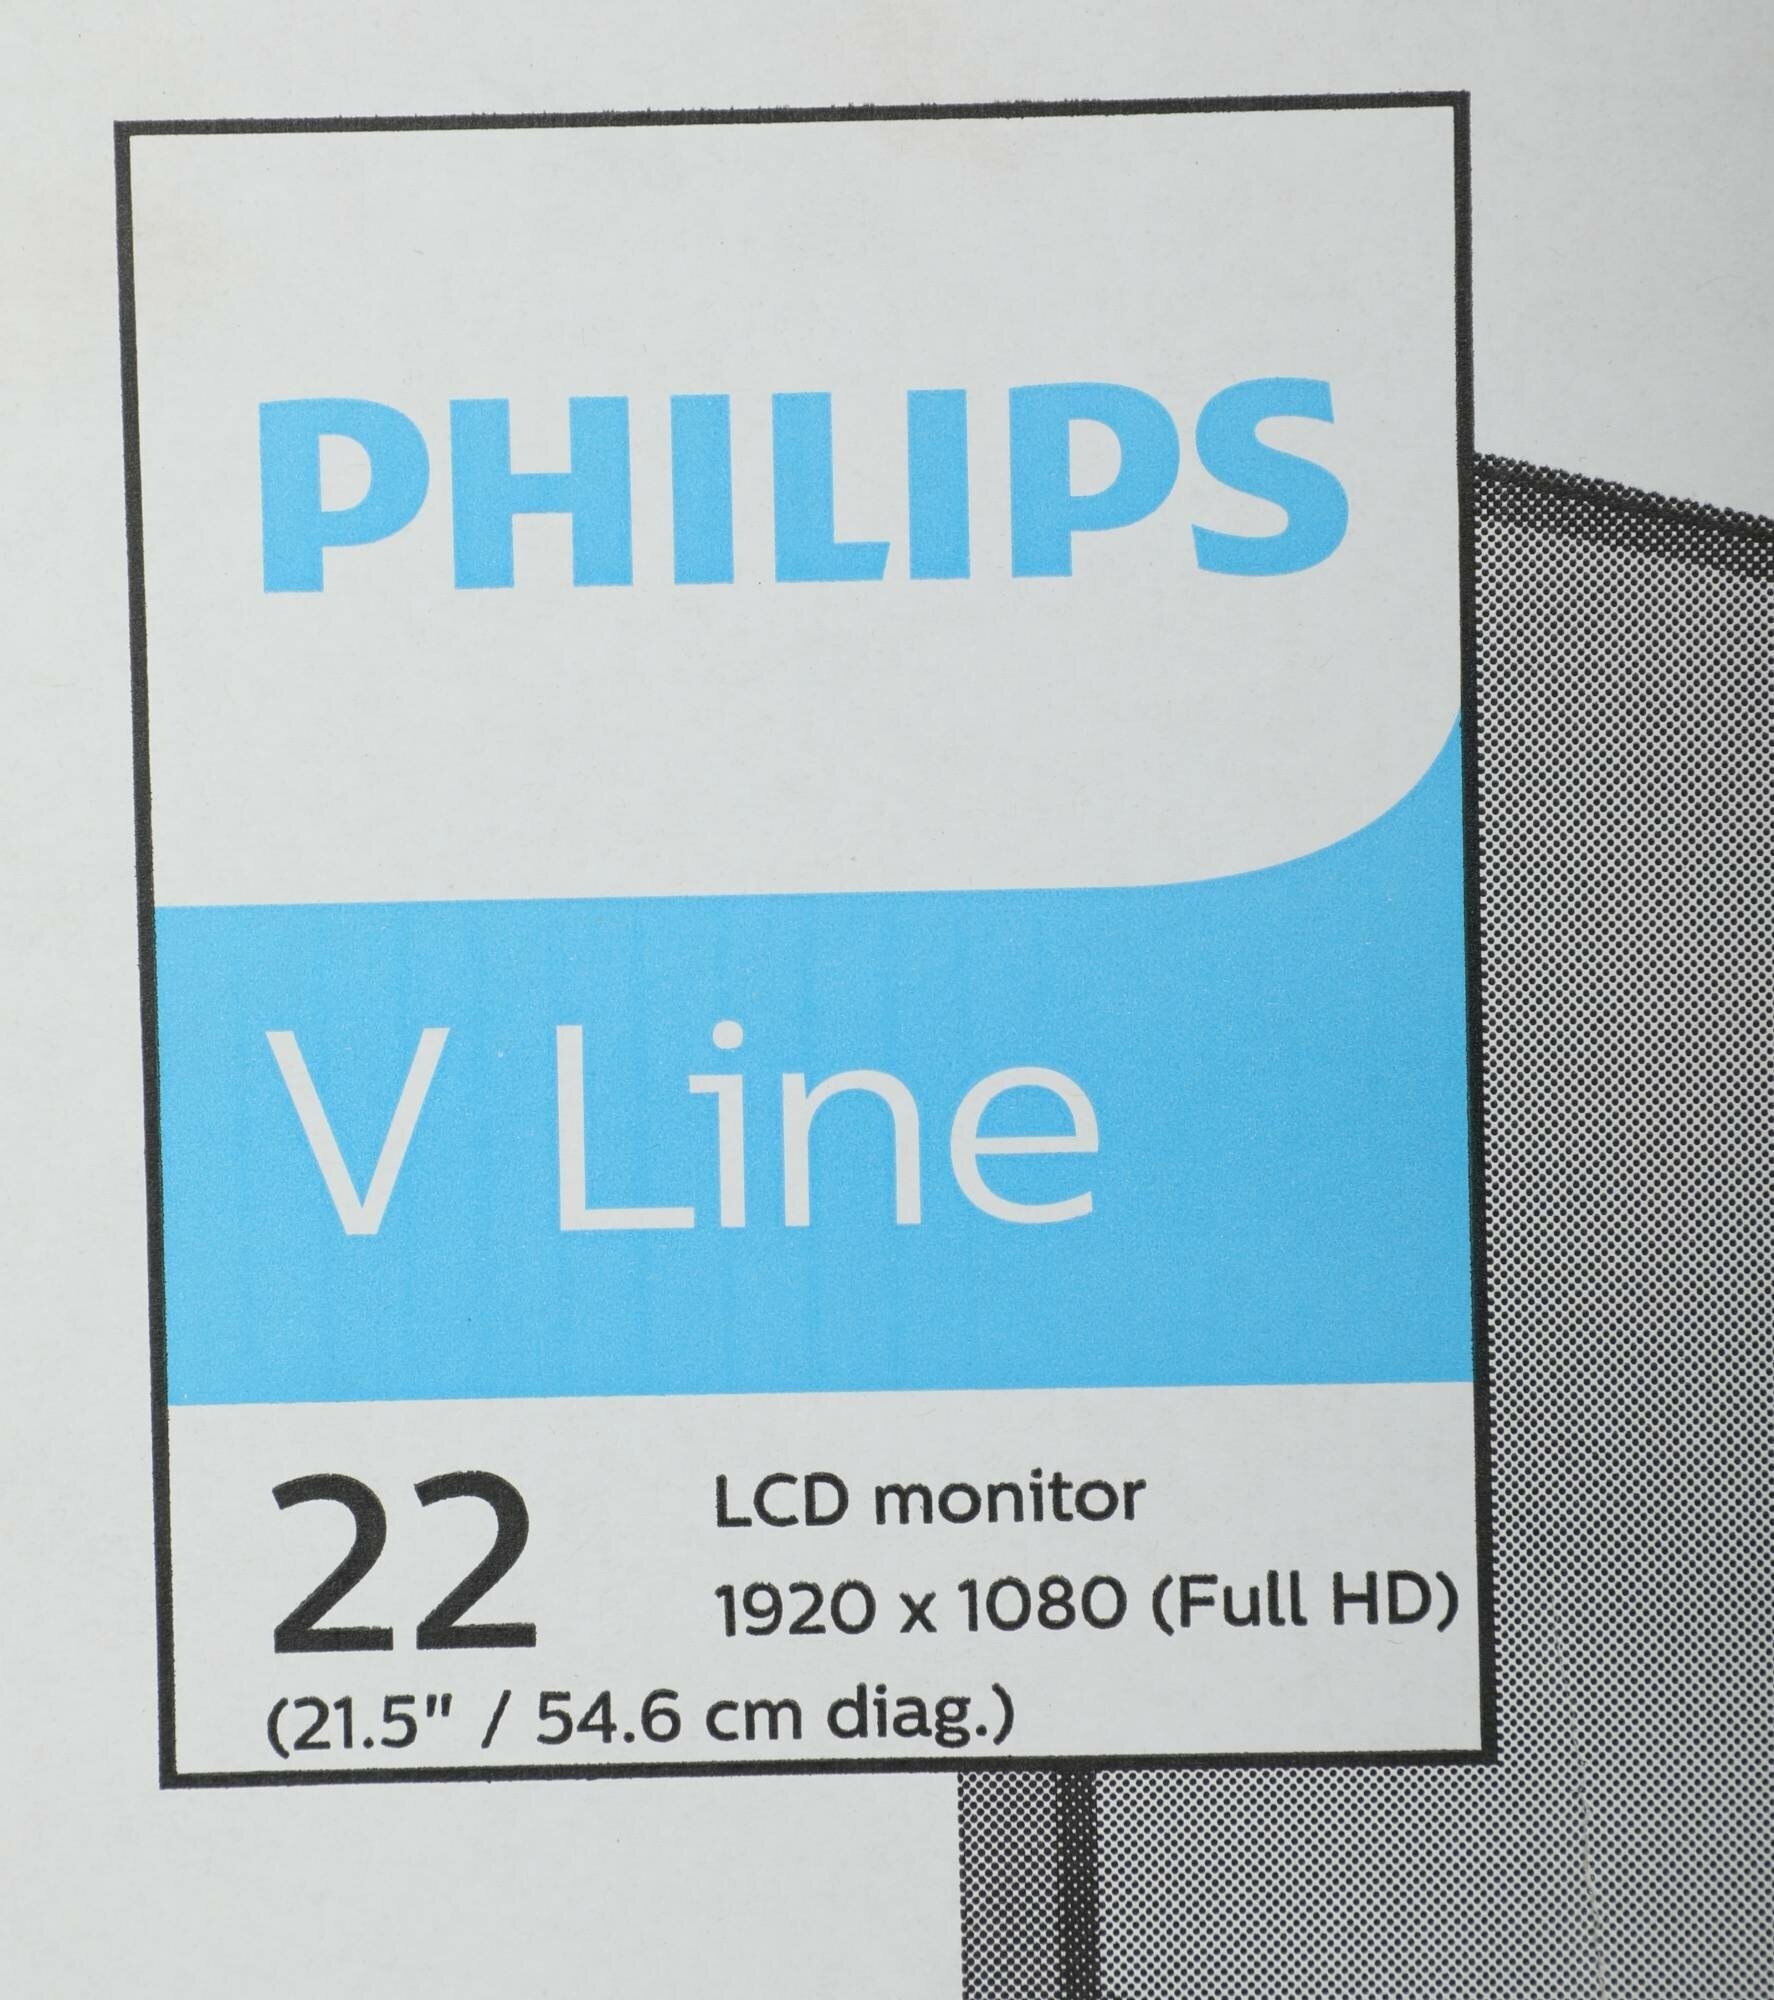 PHILIPS
V Line
22
LCD monitor
1920 x 1080 (Full HD)
(21.5" / 54.6 cm diag.)